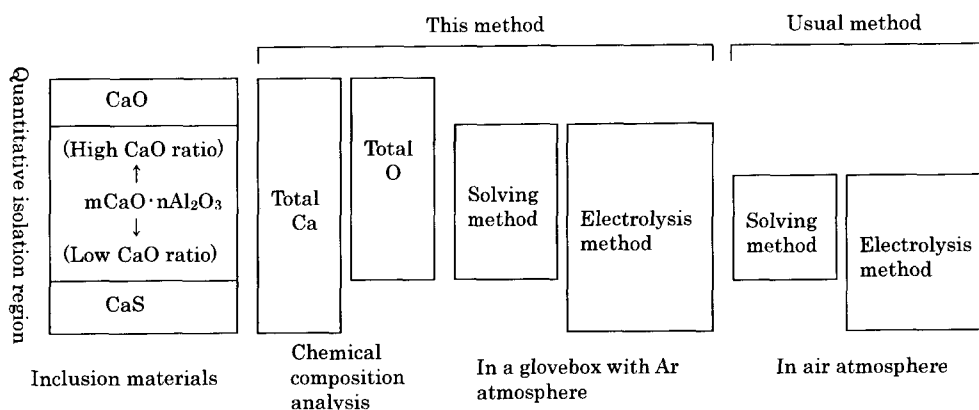 This method
Usual method
Quantitative isolation region
CaO
(High CaO ratio)
↑
mCaO·nAl₂O₃
↓
(Low CaO ratio)
CaS
Total
Ca
Total
O
Solving
method
Electrolysis
method
Solving
method
Electrolysis
method
Inclusion materials
Chemical
composition
analysis
In a glovebox with Ar
atmosphere
In air atmosphere